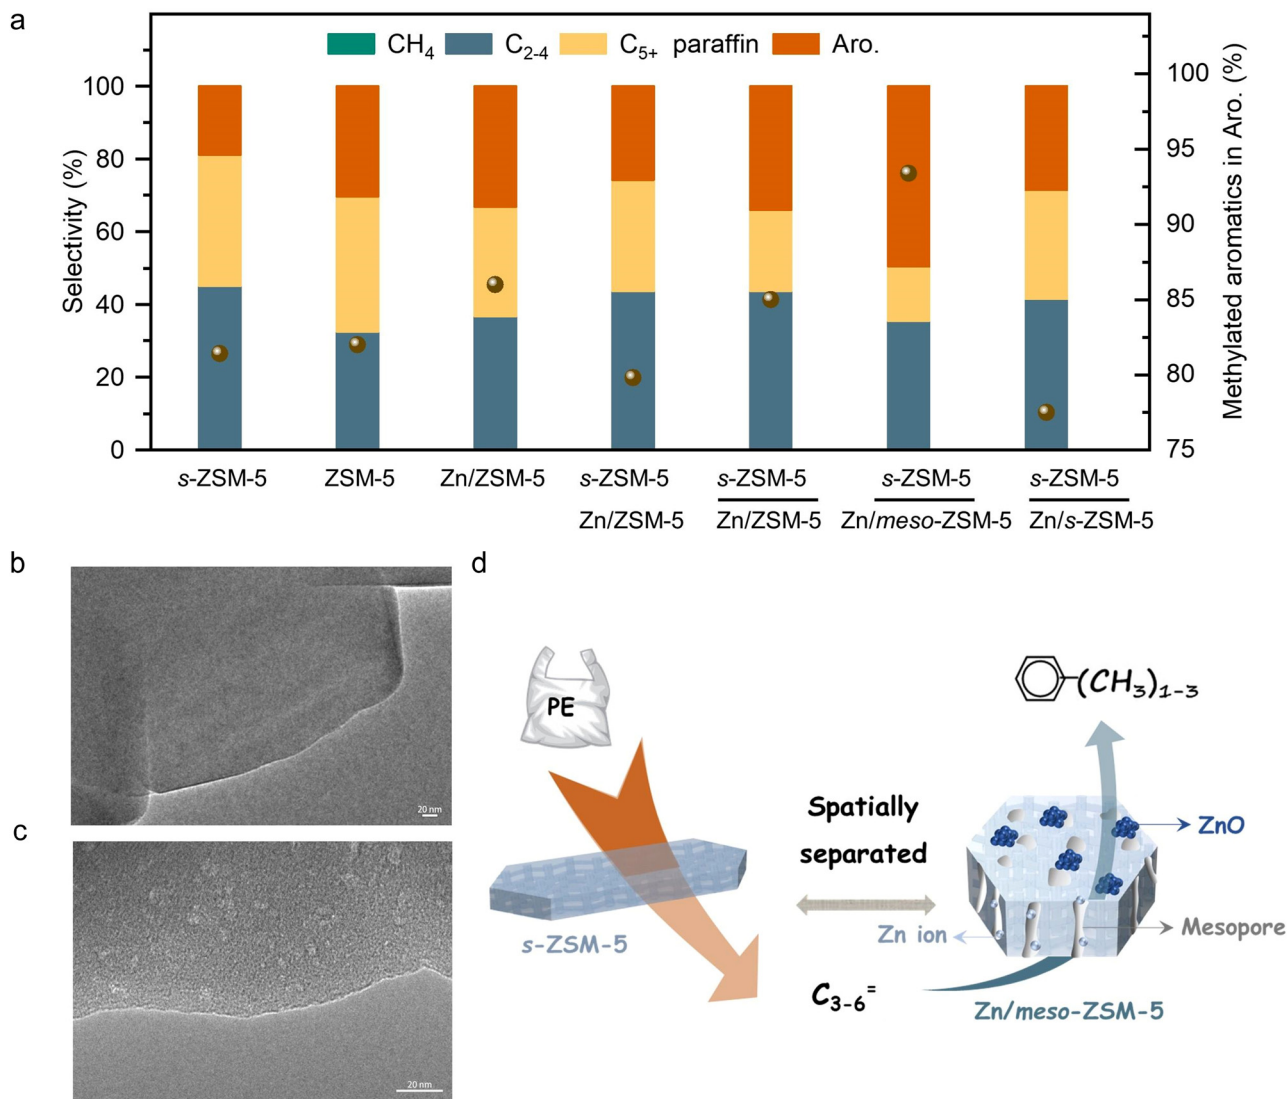 a
CH4 C2-4 C5+ paraffin Aro.
Selectivity (%)
100
80
60
40
20
0
Methylated aromatics in Aro. (%)
100
95
90
85
80
75
s-ZSM-5
ZSM-5
Zn/ZSM-5
s-ZSM-5
Zn/ZSM-5
s-ZSM-5
Zn/ZSM-5
s-ZSM-5
Zn/meso-ZSM-5
s-ZSM-5
Zn/s-ZSM-5
b
20 nm
c
20 nm
d
PE
s-ZSM-5
Spatially
separated
C3-6=
(CH3)1-3
ZnO
Zn ion
Mesopore
Zn/meso-ZSM-5